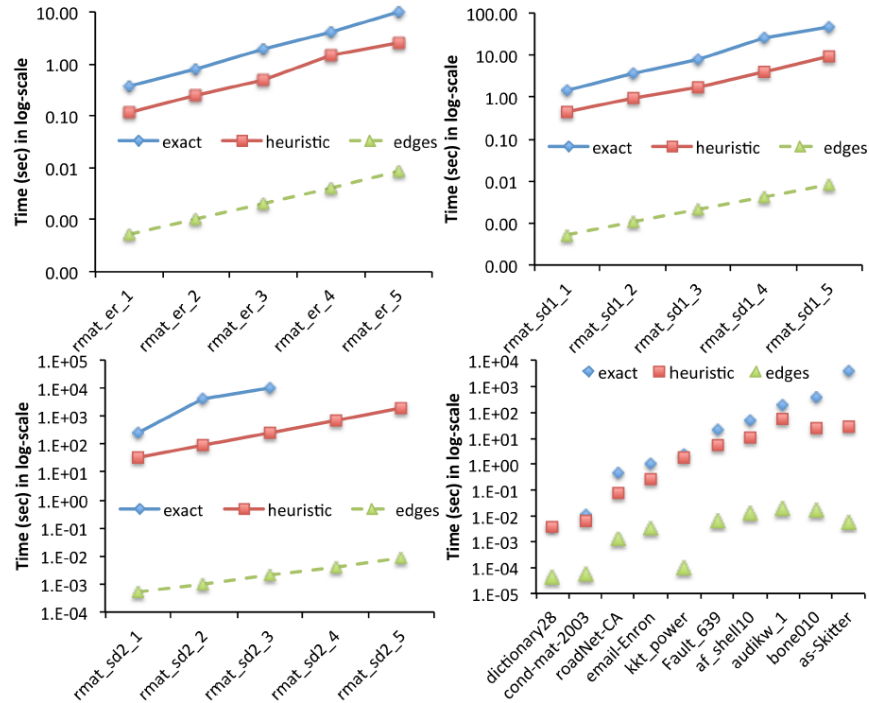 Time (sec) in log-scale
10.00
1.00
0.10
0.01
0.00
0.00
exact heuristic edges
rmat_er_1
rmat_er_2
rmat_er_3
rmat_er_4
rmat_er_5
Time (sec) in log-scale
100.00
10.00
1.00
0.10
0.01
0.00
0.00
exact heuristic edges
rmat_sd1_1
rmat_sd1_2
rmat_sd1_3
rmat_sd1_4
rmat_sd1_5
Time (sec) in log-scale
1.E+05
1.E+04
1.E+03
1.E+02
1.E+01
1.E+00
1.E-01
1.E-02
1.E-03
1.E-04
exact heuristic edges
rmat_sd2_1
rmat_sd2_2
rmat_sd2_3
rmat_sd2_4
rmat_sd2_5
Time (sec) in log-scale
1.E+04
1.E+03
1.E+02
1.E+01
1.E+00
1.E-01
1.E-02
1.E-03
1.E-04
1.E-05
exact heuristic edges
dictionary28
cond-mat-2003
roadNet-CA
email-Enron
kkt_power
Fault_639
af_shell10
audikw_1
bone010
as-Skitter